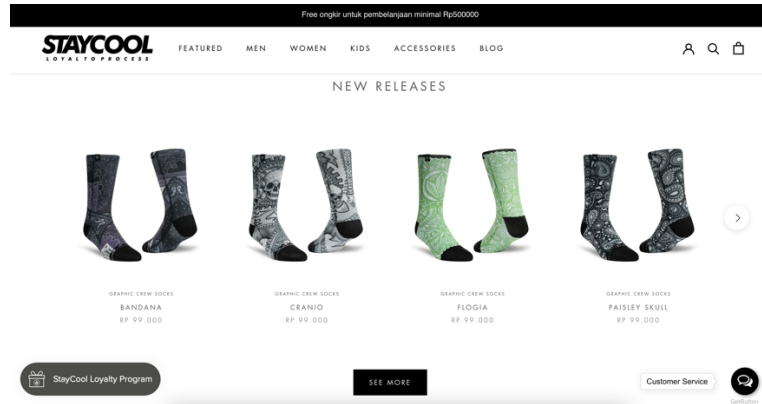 Free ongkir untuk pembelanjaan minimal Rp500000
STAYCOOL
LOYAL TO PROCESS
FEATURED MEN WOMEN KIDS ACCESSORIES BLOG
NEW RELEASES
GRAPHIC CREW SOCKS GRAPHIC CREW SOCKS GRAPHIC CREW SOCKS GRAPHIC CREW SOCKS
BANDANA CRANIO FLOGIA PAISLEY SKULL
RP 99.000 RP 99.000 RP 99.000 RP 99.000
SEE MORE
StayCool Loyalty Program
Customer Service
GetButton